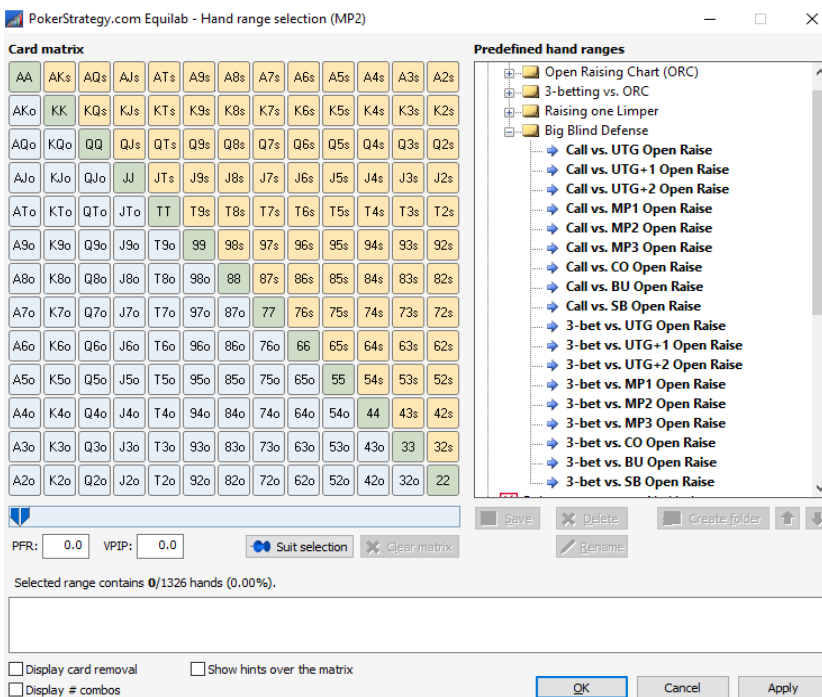 PokerStrategy.com Equilab - Hand range selection (MP2)
Card matrix
AA AKs AQs AJs ATs A9s A8s A7s A6s A5s A4s A3s A2s
AKo KK KQs KJs KTs K9s K8s K7s K6s K5s K4s K3s K2s
AQo KQo QQ QJs QTs Q9s Q8s Q7s Q6s Q5s Q4s Q3s Q2s
AJo KJo QJo JJ JTs J9s J8s J7s J6s J5s J4s J3s J2s
ATo KTo QTo JTo TT T9s T8s T7s T6s T5s T4s T3s T2s
A9o K9o Q9o J9o T9o 99 98s 97s 96s 95s 94s 93s 92s
A8o K8o Q8o J8o T8o 98o 88 87s 86s 85s 84s 83s 82s
A7o K7o Q7o J7o T7o 97o 87o 77 76s 75s 74s 73s 72s
A6o K6o Q6o J6o T6o 96o 86o 76o 66 65s 64s 63s 62s
A5o K5o Q5o J5o T5o 95o 85o 75o 65o 55 54s 53s 52s
A4o K4o Q4o J4o T4o 94o 84o 74o 64o 54o 44 43s 42s
A3o K3o Q3o J3o T3o 93o 83o 73o 63o 53o 43o 33 32s
A2o K2o Q2o J2o T2o 92o 82o 72o 62o 52o 42o 32o 22
PFR: 0.0 VPIP: 0.0 Suit selection Clear matrix
Predefined hand ranges
Open Raising Chart (ORC)
3-betting vs. ORC
Raising one Limper
Big Blind Defense
Call vs. UTG Open Raise
Call vs. UTG+1 Open Raise
Call vs. UTG+2 Open Raise
Call vs. MP1 Open Raise
Call vs. MP2 Open Raise
Call vs. MP3 Open Raise
Call vs. CO Open Raise
Call vs. BU Open Raise
Call vs. SB Open Raise
3-bet vs. UTG Open Raise
3-bet vs. UTG+1 Open Raise
3-bet vs. UTG+2 Open Raise
3-bet vs. MP1 Open Raise
3-bet vs. MP2 Open Raise
3-bet vs. MP3 Open Raise
3-bet vs. CO Open Raise
3-bet vs. BU Open Raise
3-bet vs. SB Open Raise
Save Delete Create folder
Rename
Selected range contains 0/1326 hands (0.00%).
Display card removal Show hints over the matrix
Display # combos
OK Cancel Apply